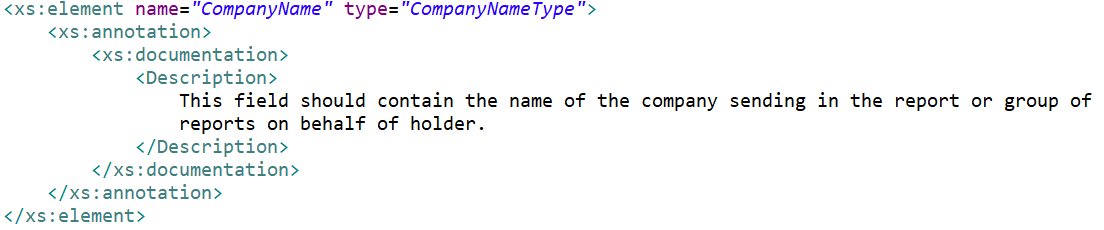 <xs:element name="CompanyName" type="CompanyNameType">
<xs:annotation>
<xs:documentation>
<Description>
This field should contain the name of the company sending in the report or group of
reports on behalf of holder.
</Description>
</xs:documentation>
</xs:annotation>
</xs:element>